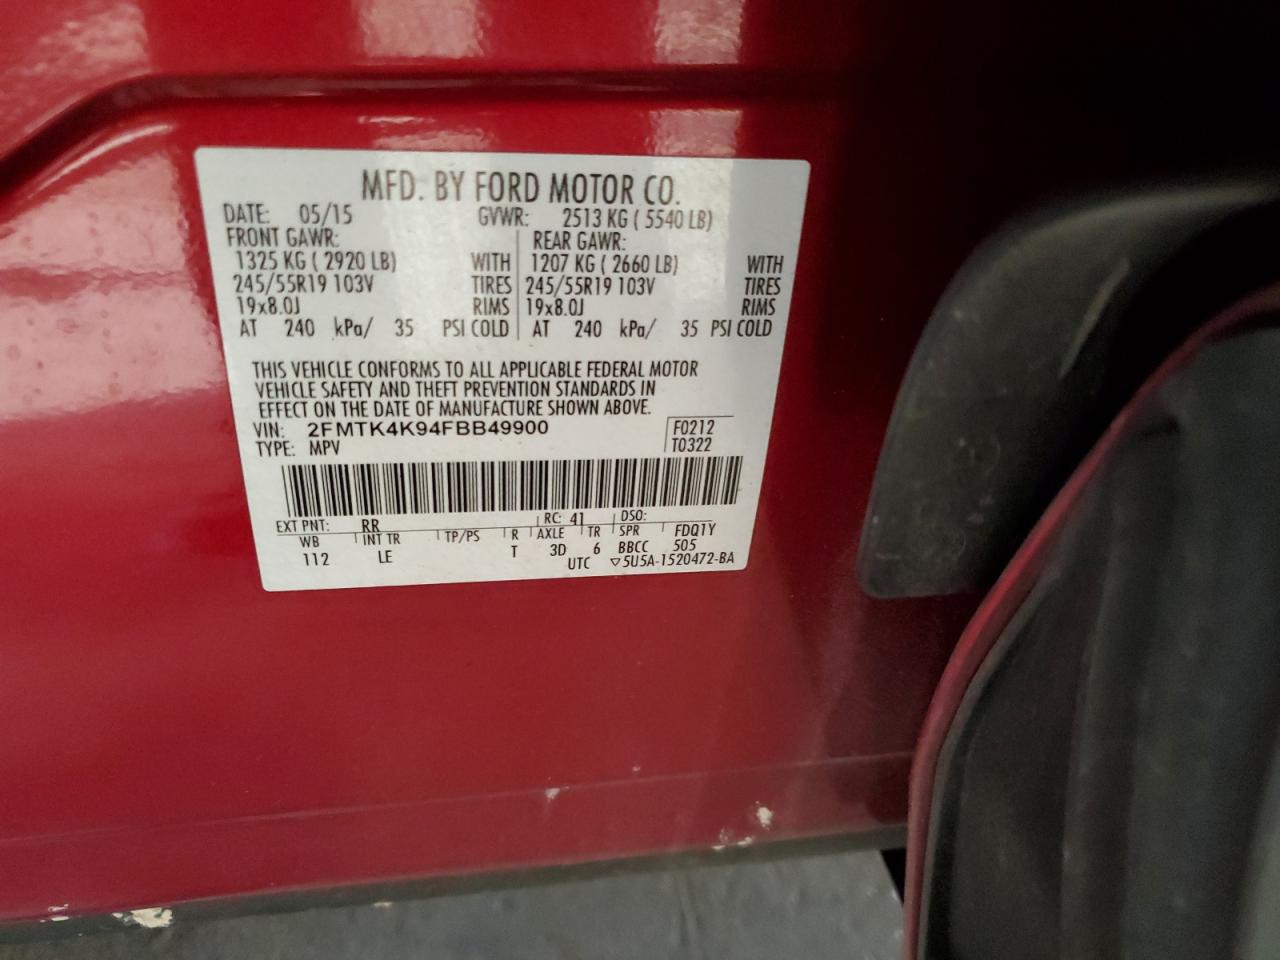 MFD. BY FORD MOTOR CO.
DATE: 05/15 GVWR: 2513 KG ( 5540 LB)
FRONT GAWR: REAR GAWR:
1325 KG ( 2920 LB) WITH 1207 KG ( 2660 LB) WITH
245/55R19 103V TIRES 245/55R19 103V TIRES
19x8.0J RIMS 19x8.0J RIMS
AT 240 kPa/ 35 PSI COLD AT 240 kPa/ 35 PSI COLD
THIS VEHICLE CONFORMS TO ALL APPLICABLE FEDERAL MOTOR
VEHICLE SAFETY AND THEFT PREVENTION STANDARDS IN
EFFECT ON THE DATE OF MANUFACTURE SHOWN ABOVE.
VIN: 2FMTK4K94FBB49900 F0212
TYPE: MPV T0322
EXT PNT: RR RC: 41 DSO: FDQ1Y
WB INT TR TP/PS R AXLE TR SPR
112 LE T 3D 6 BBCC 505
UTC ▽5U5A-1520472-BA